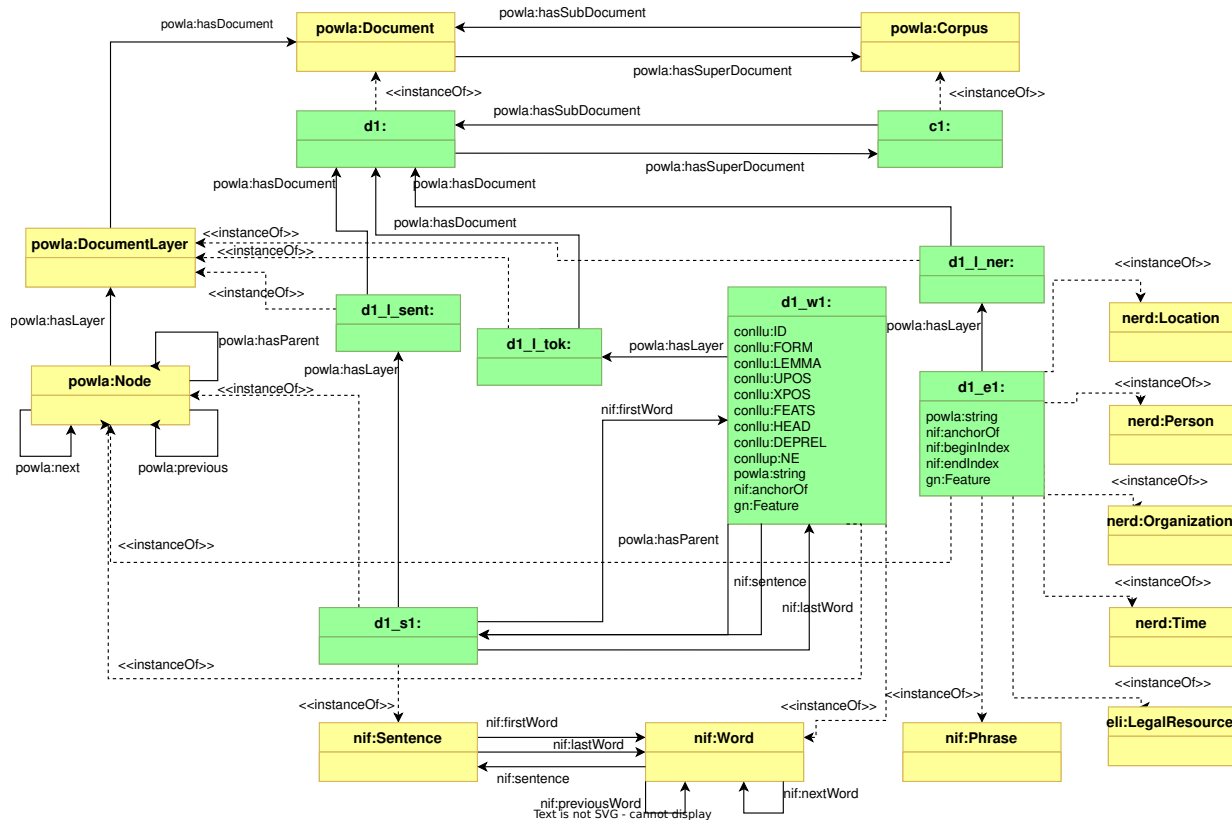 powla:hasDocument
powla:Document
powla:hasSubDocument
powla:Corpus
powla:hasSuperDocument
<<instanceOf>>
<<instanceOf>>
d1:
powla:hasSubDocument
c1:
powla:hasSuperDocument
powla:hasDocument
powla:hasDocument
powla:hasDocument
powla:DocumentLayer
<<instanceOf>>
<<instanceOf>>
<<instanceOf>>
d1_l_ner:
<<instanceOf>>
powla:hasLayer
d1_l_sent:
d1_l_tok:
d1_w1:
conllu:ID
conllu:FORM
conllu:LEMMA
conllu:UPOS
conllu:XPOS
conllu:FEATS
conllu:HEAD
conllu:DEPREL
conllup:NE
powla:string
nif:anchorOf
gn:Feature
powla:hasLayer
nerd:Location
powla:hasParent
powla:hasLayer
powla:hasLayer
powla:Node
<<instanceOf>>
d1_e1:
powla:string
nif:anchorOf
nif:beginIndex
nif:endIndex
gn:Feature
<<instanceOf>>
nerd:Person
nif:firstWord
powla:next
powla:previous
<<instanceOf>>
nerd:Organization
<<instanceOf>>
powla:hasParent
nif:sentence
nif:lastWord
<<instanceOf>>
nerd:Time
d1_s1:
<<instanceOf>>
<<instanceOf>>
<<instanceOf>>
<<instanceOf>>
<<instanceOf>>
eli:LegalResource
nif:Sentence
nif:firstWord
nif:lastWord
nif:sentence
nif:Word
nif:Phrase
nif:previousWord
nif:nextWord
Text is not SVG - cannot display